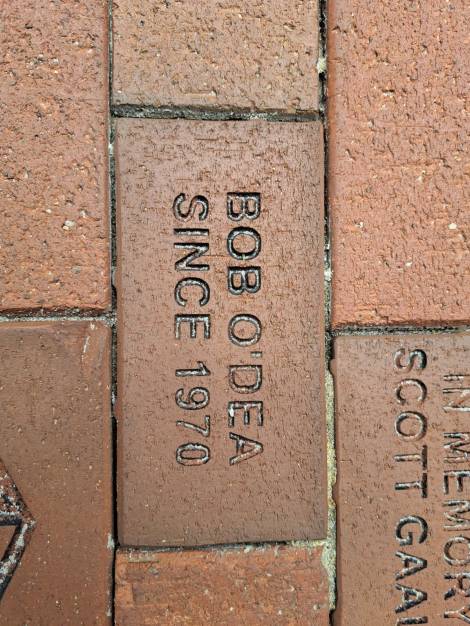 BOB O'DEA
SINCE 1970
IN MEMORY
SCOTT